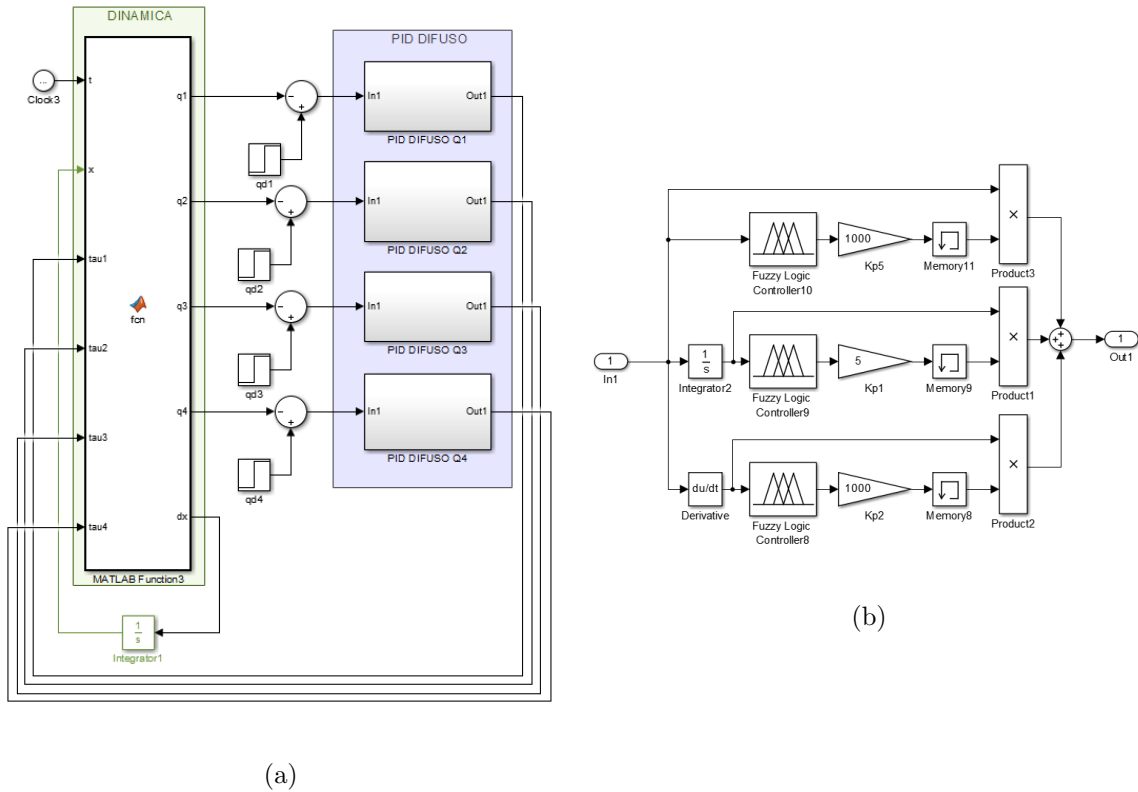 DINAMICA
PID DIFUSO
...
Clock3
t
x
tau1
tau2
tau3
tau4
fcn
q1
q2
q3
q4
dx
MATLAB Function3
1
s
Integrator1
−
+
qd1
−
+
qd2
−
+
qd3
−
+
qd4
In1
Out1
PID DIFUSO Q1
In1
Out1
PID DIFUSO Q2
In1
Out1
PID DIFUSO Q3
In1
Out1
PID DIFUSO Q4
(a)
1
In1
Fuzzy Logic
Controller10
1000
Kp5
Memory11
×
Product3
1
s
Integrator2
Fuzzy Logic
Controller9
5
Kp1
Memory9
×
Product1
du/dt
Derivative
Fuzzy Logic
Controller8
1000
Kp2
Memory8
×
Product2
+
+
+
1
Out1
(b)